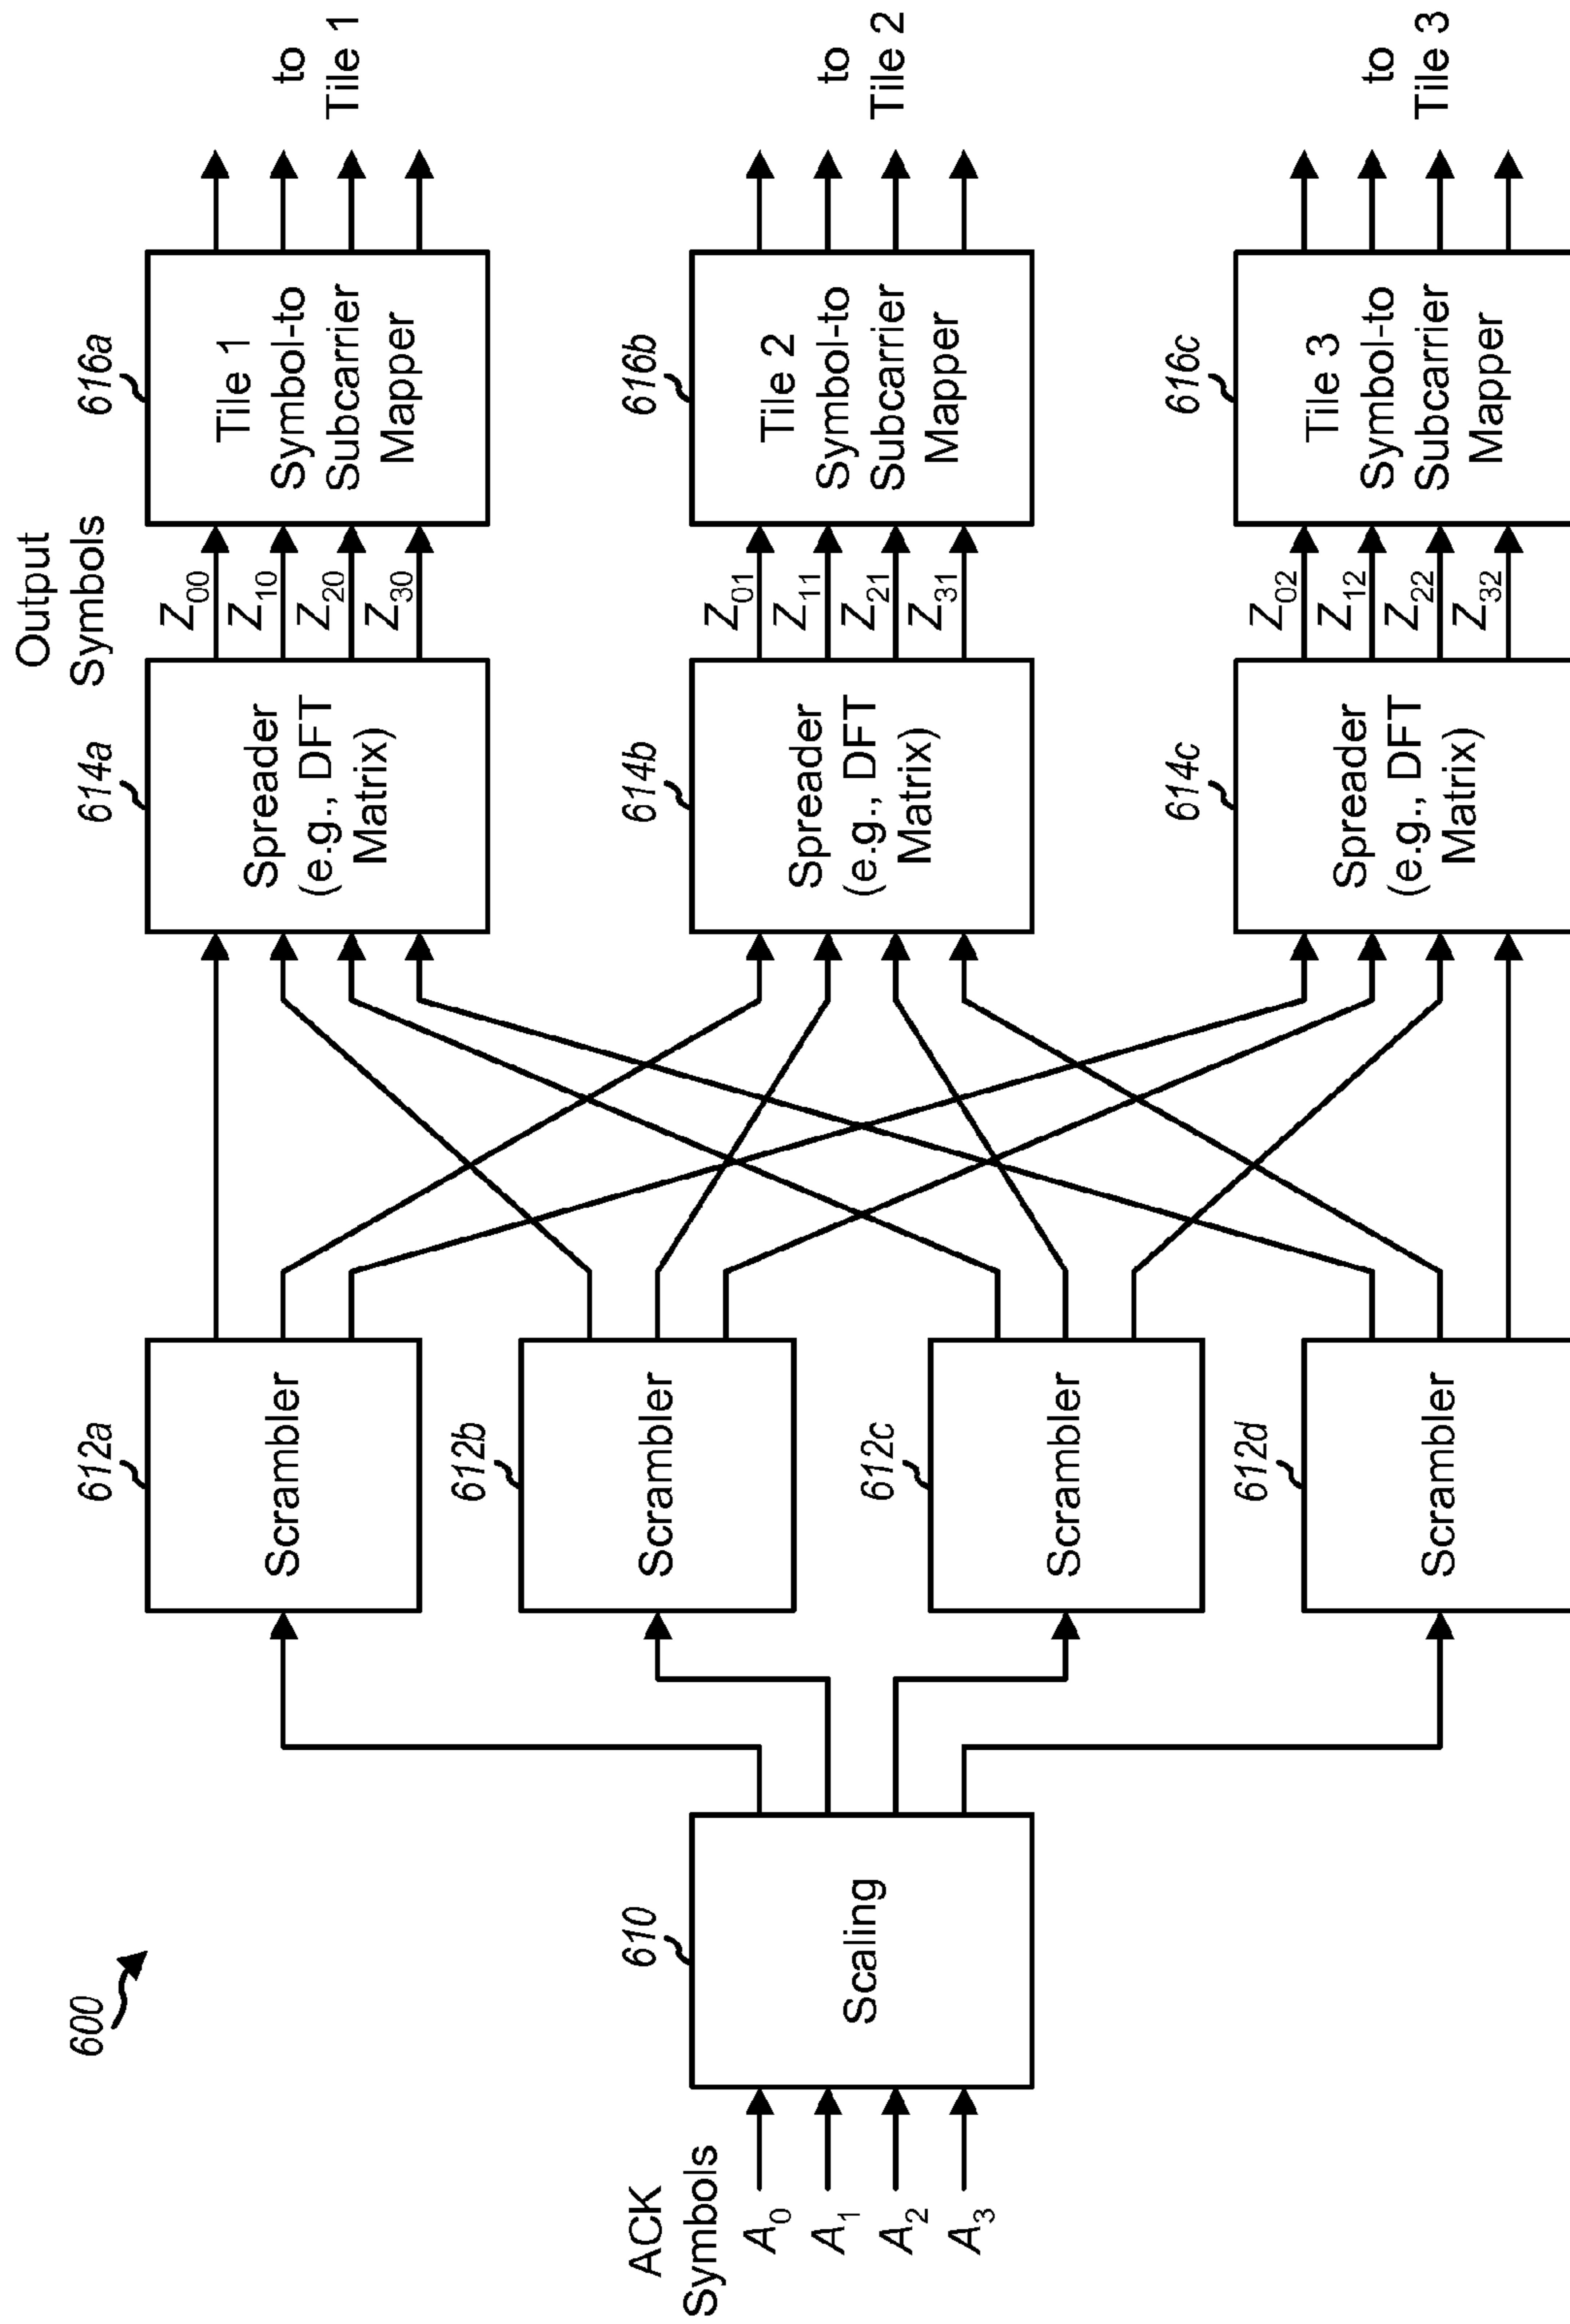 600
ACK
Symbols
A0
A1
A2
A3
610
Scaling
612a
Scrambler
612b
Scrambler
612c
Scrambler
612d
Scrambler
614a
Spreader
(e.g., DFT
Matrix)
614b
Spreader
(e.g., DFT
Matrix)
614c
Spreader
(e.g., DFT
Matrix)
Output
Symbols
Z00
Z10
Z20
Z30
Z01
Z11
Z21
Z31
Z02
Z12
Z22
Z32
616a
Tile 1
Symbol-to
Subcarrier
Mapper
616b
Tile 2
Symbol-to
Subcarrier
Mapper
616c
Tile 3
Symbol-to
Subcarrier
Mapper
to
Tile 1
to
Tile 2
to
Tile 3